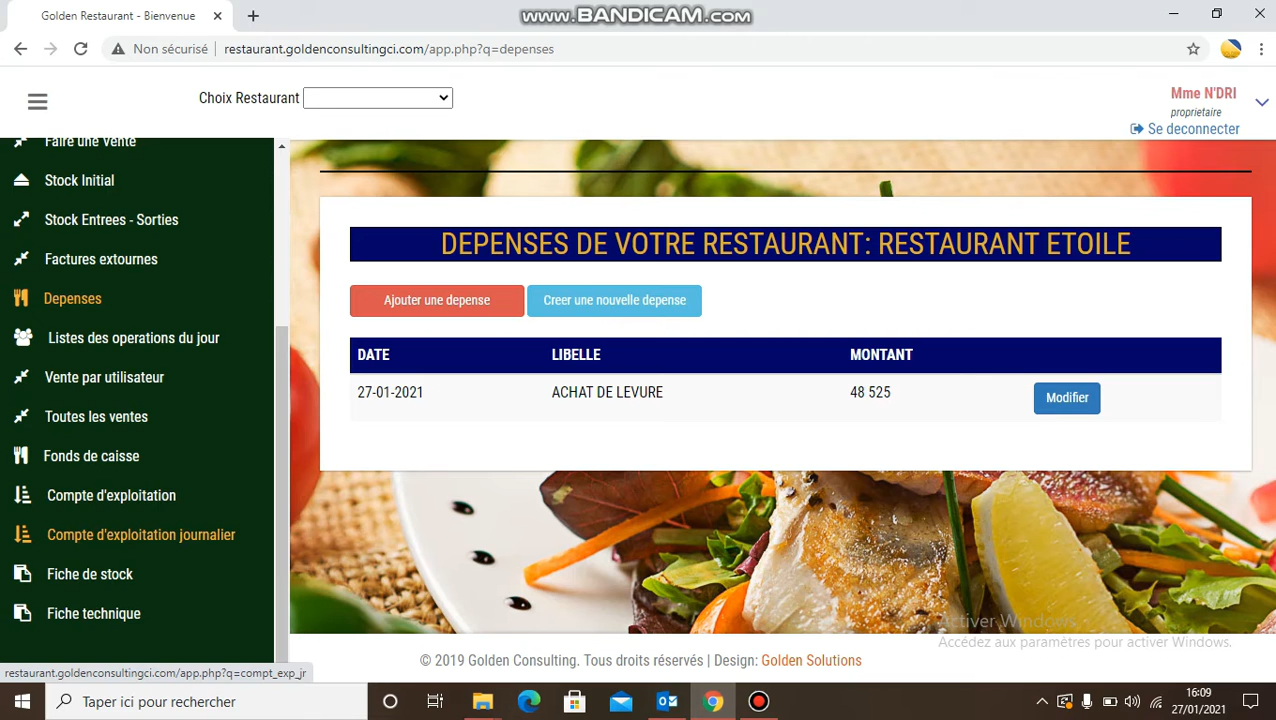 Golden Restaurant - Bienvenue
www.BANDICAM.com
Non sécurisé
restaurant.goldenconsultingci.com/app.php?q=depenses
Choix Restaurant
Mme N'DRI
proprietaire
Se deconnecter
Faire une Vente
Stock Initial
Stock Entrees - Sorties
Factures extournes
Depenses
Listes des operations du jour
Vente par utilisateur
Toutes les ventes
Fonds de caisse
Compte d'exploitation
Compte d'exploitation journalier
Fiche de stock
Fiche technique
DEPENSES DE VOTRE RESTAURANT: RESTAURANT ETOILE
Ajouter une depense
Creer une nouvelle depense
DATE LIBELLE MONTANT
27-01-2021 ACHAT DE LEVURE 48 525 Modifier
Activer Windows
Accédez aux paramètres pour activer Windows.
© 2019 Golden Consulting. Tous droits réservés | Design: Golden Solutions
restaurant.goldenconsultingci.com/app.php?q=compt_exp_jr
Taper ici pour rechercher
16:09
27/01/2021